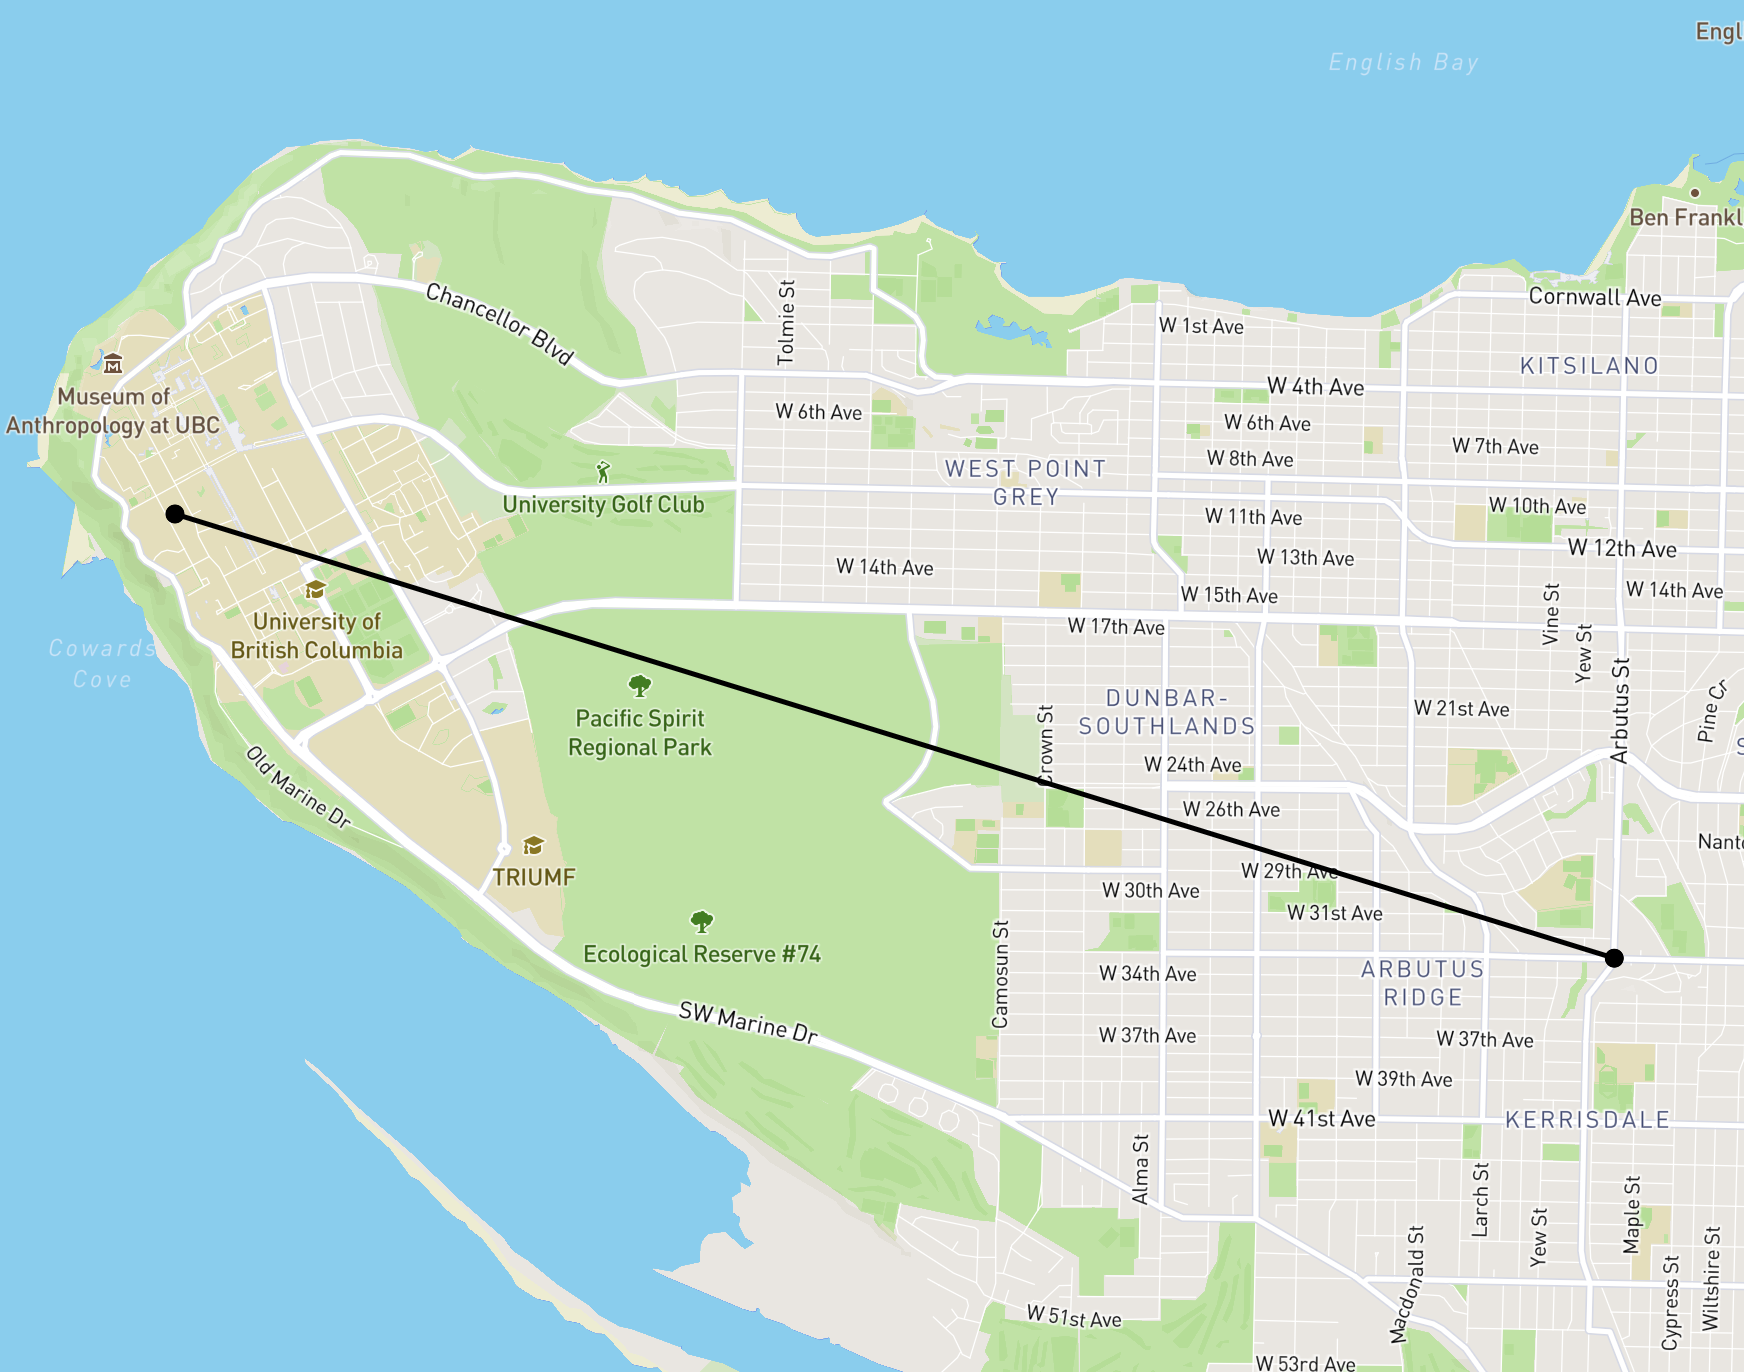 Engl
English Bay
Ben Frankl
Chancellor Blvd
Tolmie St
Cornwall Ave
W 1st Ave
KITSILANO
Museum of
Anthropology at UBC
W 4th Ave
W 6th Ave
W 6th Ave
W 7th Ave
W 8th Ave
WEST POINT
GREY
University Golf Club
W 10th Ave
W 11th Ave
W 12th Ave
W 13th Ave
W 14th Ave
W 14th Ave
W 15th Ave
Vine St
Yew St
W 17th Ave
University of
British Columbia
Cowards
Cove
Arbutus St
Pine Cr
S
DUNBAR-
SOUTHLANDS
W 21st Ave
Pacific Spirit
Regional Park
Crown St
W 24th Ave
Old Marine Dr
W 26th Ave
Nanto
TRIUMF
W 29th Ave
W 30th Ave
W 31st Ave
Ecological Reserve #74
Camosun St
W 34th Ave
ARBUTUS
RIDGE
SW Marine Dr
W 37th Ave
W 37th Ave
W 39th Ave
W 41st Ave
KERRISDALE
Alma St
Larch St
Yew St
Maple St
Macdonald St
Cypress St
Wiltshire St
W 51st Ave
W 53rd Ave